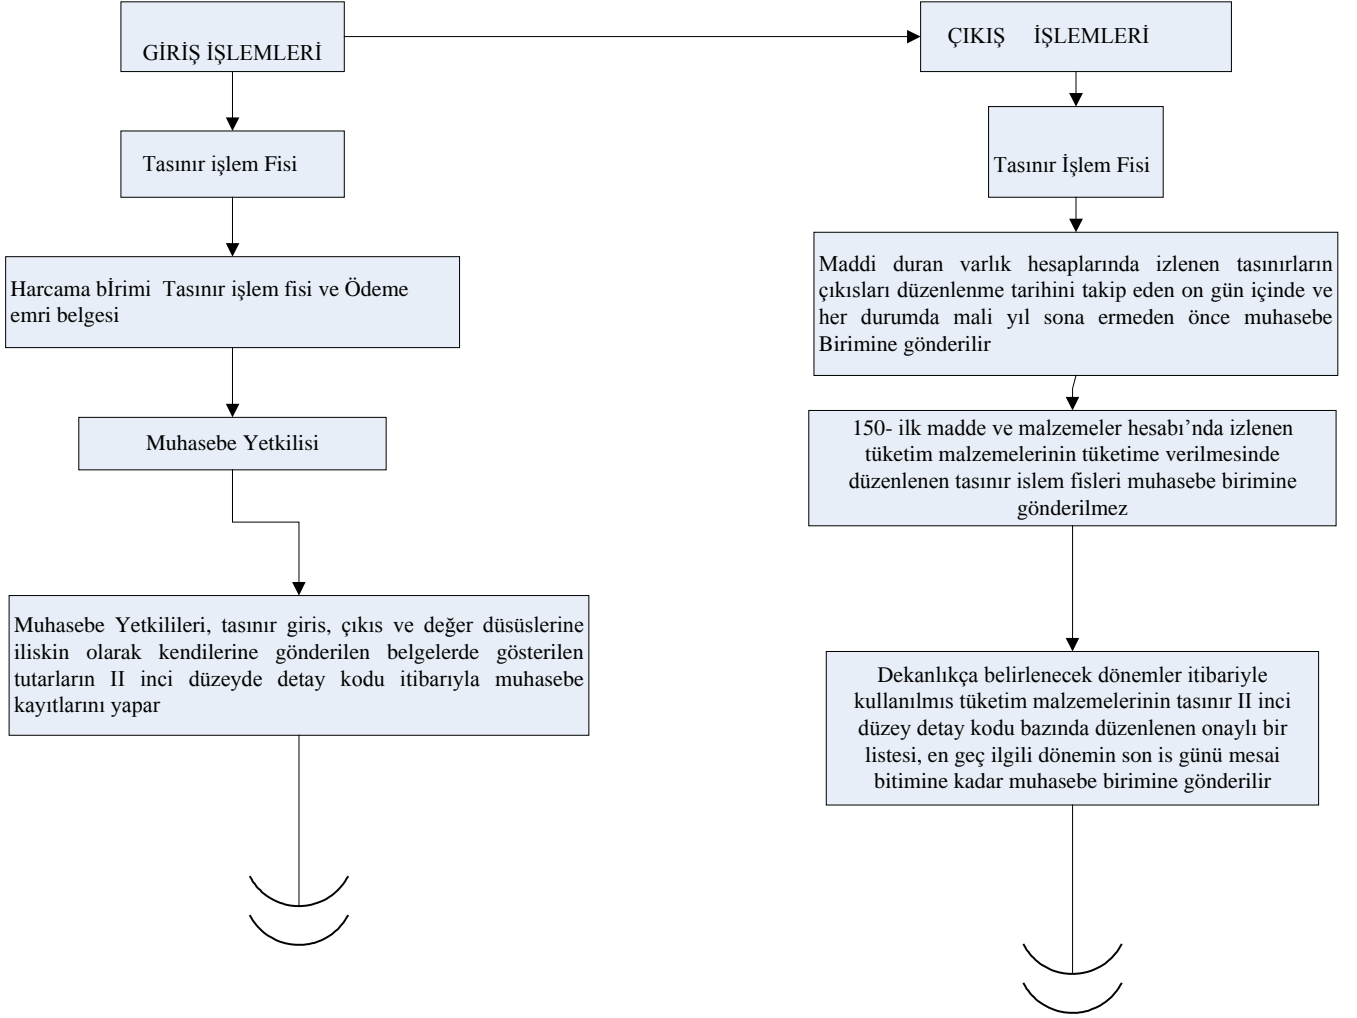 GİRİŞ İŞLEMLERİ
Tasınır işlem Fisi
Harcama bİrimi Tasınır işlem fisi ve Ödeme
emri belgesi
Muhasebe Yetkilisi
Muhasebe Yetkilileri, tasınır giris, çıkıs ve değer düsüslerine
iliskin olarak kendilerine gönderilen belgelerde gösterilen
tutarların II inci düzeyde detay kodu itibarıyla muhasebe
kayıtlarını yapar
ÇIKIŞ İŞLEMLERİ
Tasınır İşlem Fisi
Maddi duran varlık hesaplarında izlenen tasınırların
çıkısları düzenlenme tarihini takip eden on gün içinde ve
her durumda mali yıl sona ermeden önce muhasebe
Birimine gönderilir
150- ilk madde ve malzemeler hesabı’nda izlenen
tüketim malzemelerinin tüketime verilmesinde
düzenlenen tasınır islem fisleri muhasebe birimine
gönderilmez
Dekanlıkça belirlenecek dönemler itibariyle
kullanılmıs tüketim malzemelerinin tasınır II inci
düzey detay kodu bazında düzenlenen onaylı bir
listesi, en geç ilgili dönemin son is günü mesai
bitimine kadar muhasebe birimine gönderilir